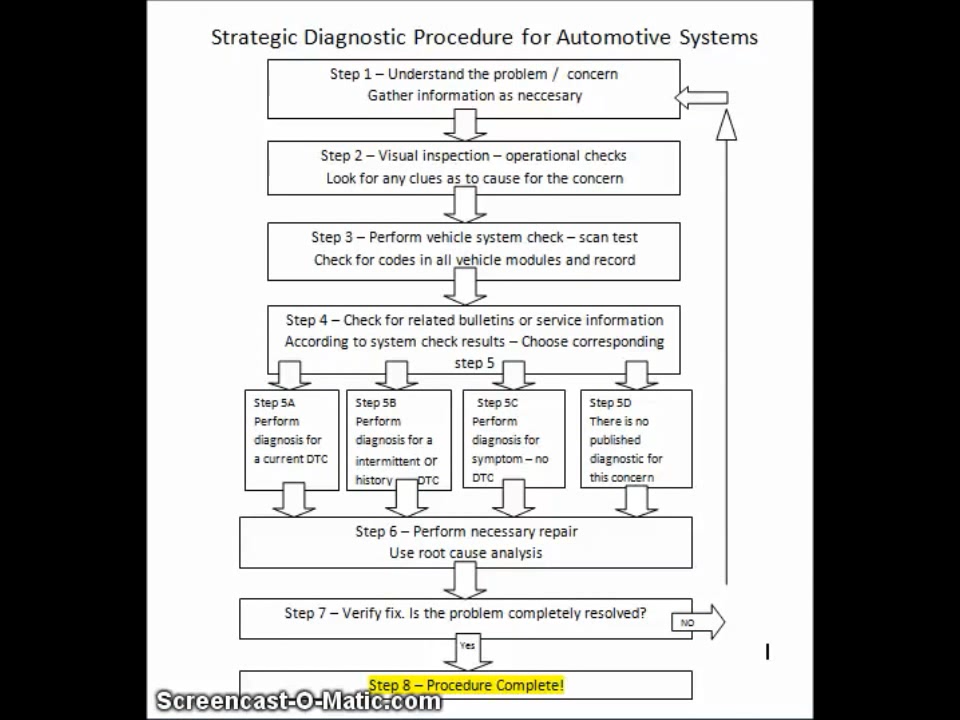 Strategic Diagnostic Procedure for Automotive Systems
Step 1 – Understand the problem / concern
Gather information as neccesary
Step 2 – Visual inspection – operational checks
Look for any clues as to cause for the concern
Step 3 – Perform vehicle system check – scan test
Check for codes in all vehicle modules and record
Step 4 – Check for related bulletins or service information
According to system check results – Choose corresponding
step 5
Step 5A
Perform
diagnosis for
a current DTC
Step 5B
Perform
diagnosis for a
intermittent or
history DTC
Step 5C
Perform
diagnosis for
symptom – no
DTC
Step 5D
There is no
published
diagnostic for
this concern
Step 6 – Perform necessary repair
Use root cause analysis
Step 7 – Verify fix. Is the problem completely resolved?
NO
Yes
Step 8 – Procedure Complete!
Screencast-O-Matic.com